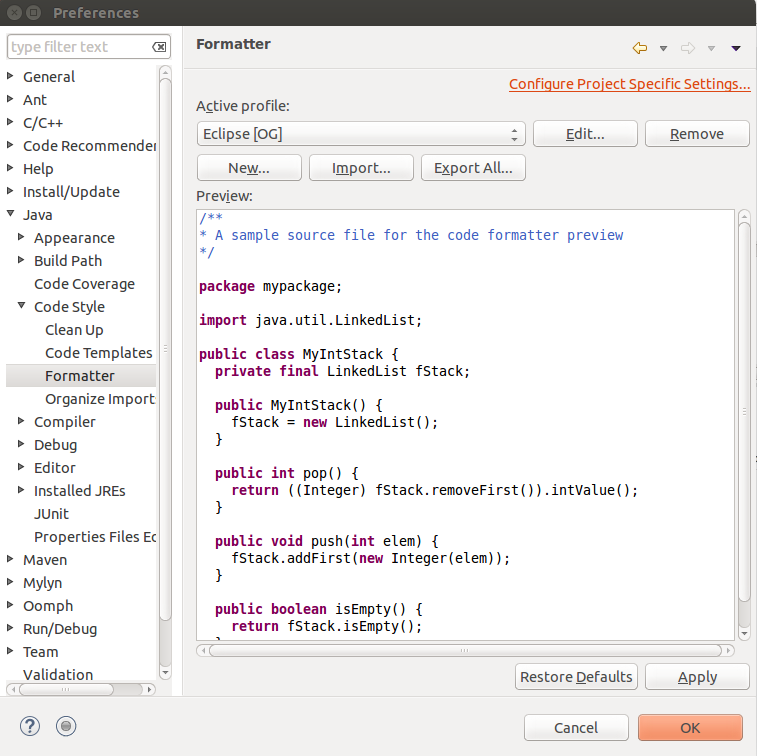 Preferences
type filter text
General
Ant
C/C++
Code Recommender
Help
Install/Update
Java
Appearance
Build Path
Code Coverage
Code Style
Clean Up
Code Templates
Formatter
Organize Import
Compiler
Debug
Editor
Installed JREs
JUnit
Properties Files Ec
Maven
Mylyn
Oomph
Run/Debug
Team
Validation
Formatter
Configure Project Specific Settings...
Active profile:
Eclipse [OG]
Edit...
Remove
New...
Import...
Export All...
Preview:
/**
* A sample source file for the code formatter preview
*/
package mypackage;
import java.util.LinkedList;
public class MyIntStack {
private final LinkedList fStack;
public MyIntStack() {
fStack = new LinkedList();
}
public int pop() {
return ((Integer) fStack.removeFirst()).intValue();
}
public void push(int elem) {
fStack.addFirst(new Integer(elem));
}
public boolean isEmpty() {
return fStack.isEmpty();
Restore Defaults
Apply
?
Cancel
OK